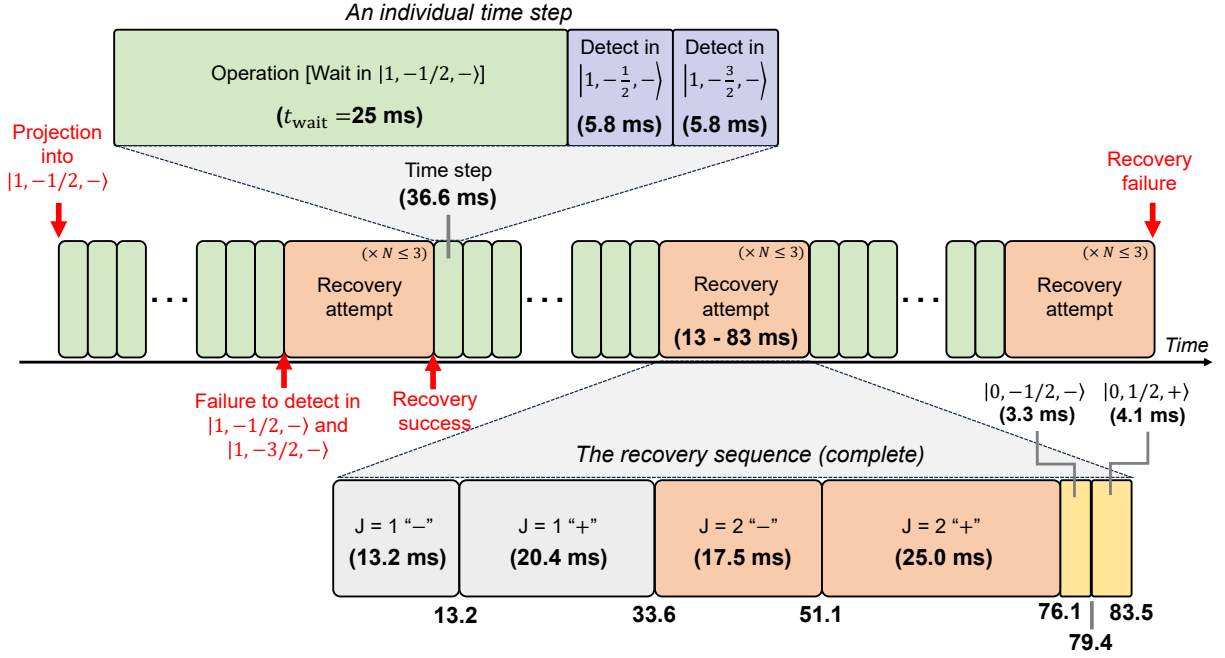 An individual time step
Operation [Wait in |1, −1/2, −⟩]
(t_wait =25 ms)
Detect in
|1, −1/2, −⟩
(5.8 ms)
Detect in
|1, −3/2, −⟩
(5.8 ms)
Projection
into
|1, −1/2, −⟩
Time step
(36.6 ms)
Recovery
failure
(× N ≤ 3)
Recovery
attempt
(× N ≤ 3)
Recovery
attempt
(13 - 83 ms)
(× N ≤ 3)
Recovery
attempt
. . .
. . .
. . .
Time
Failure to detect in
|1, −1/2, −⟩ and
|1, −3/2, −⟩
Recovery
success
|0, −1/2, −⟩
(3.3 ms)
|0, 1/2, +⟩
(4.1 ms)
The recovery sequence (complete)
J = 1 “−”
(13.2 ms)
J = 1 “+”
(20.4 ms)
J = 2 “−”
(17.5 ms)
J = 2 “+”
(25.0 ms)
13.2
33.6
51.1
76.1
83.5
79.4